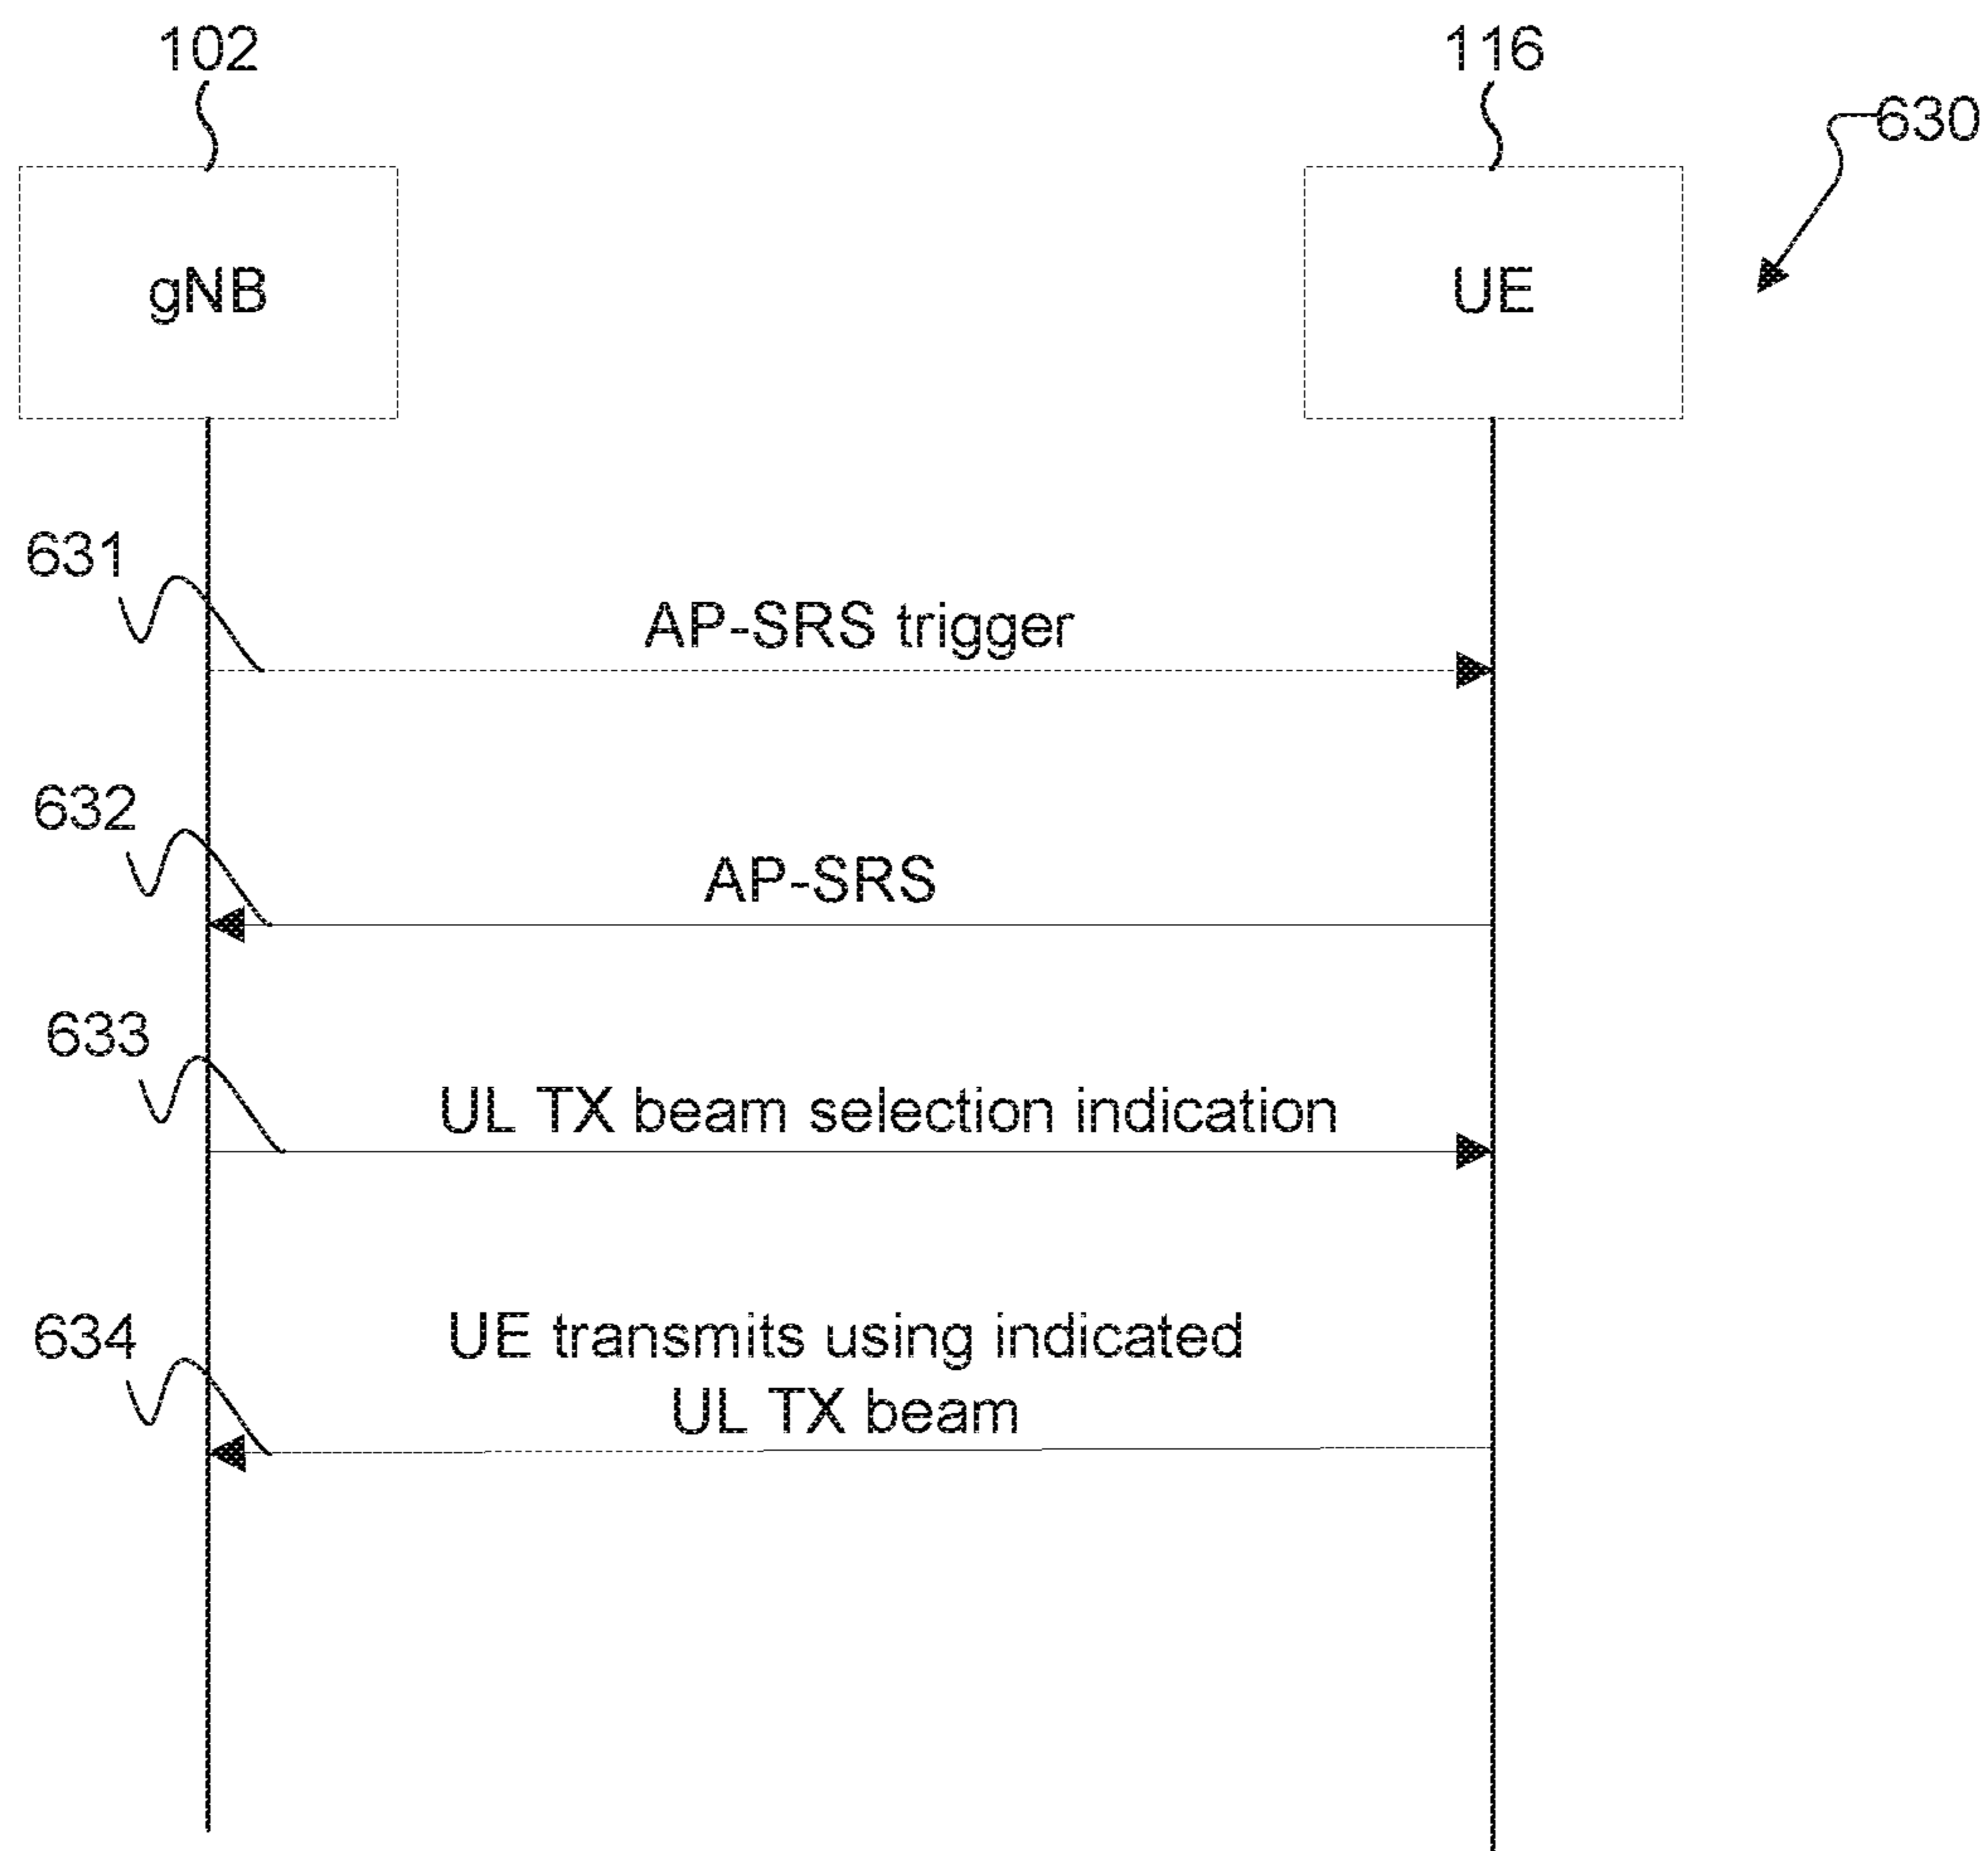 102
116
630
gNB
UE
631
AP-SRS trigger
632
AP-SRS
633
UL TX beam selection indication
634
UE transmits using indicated
UL TX beam